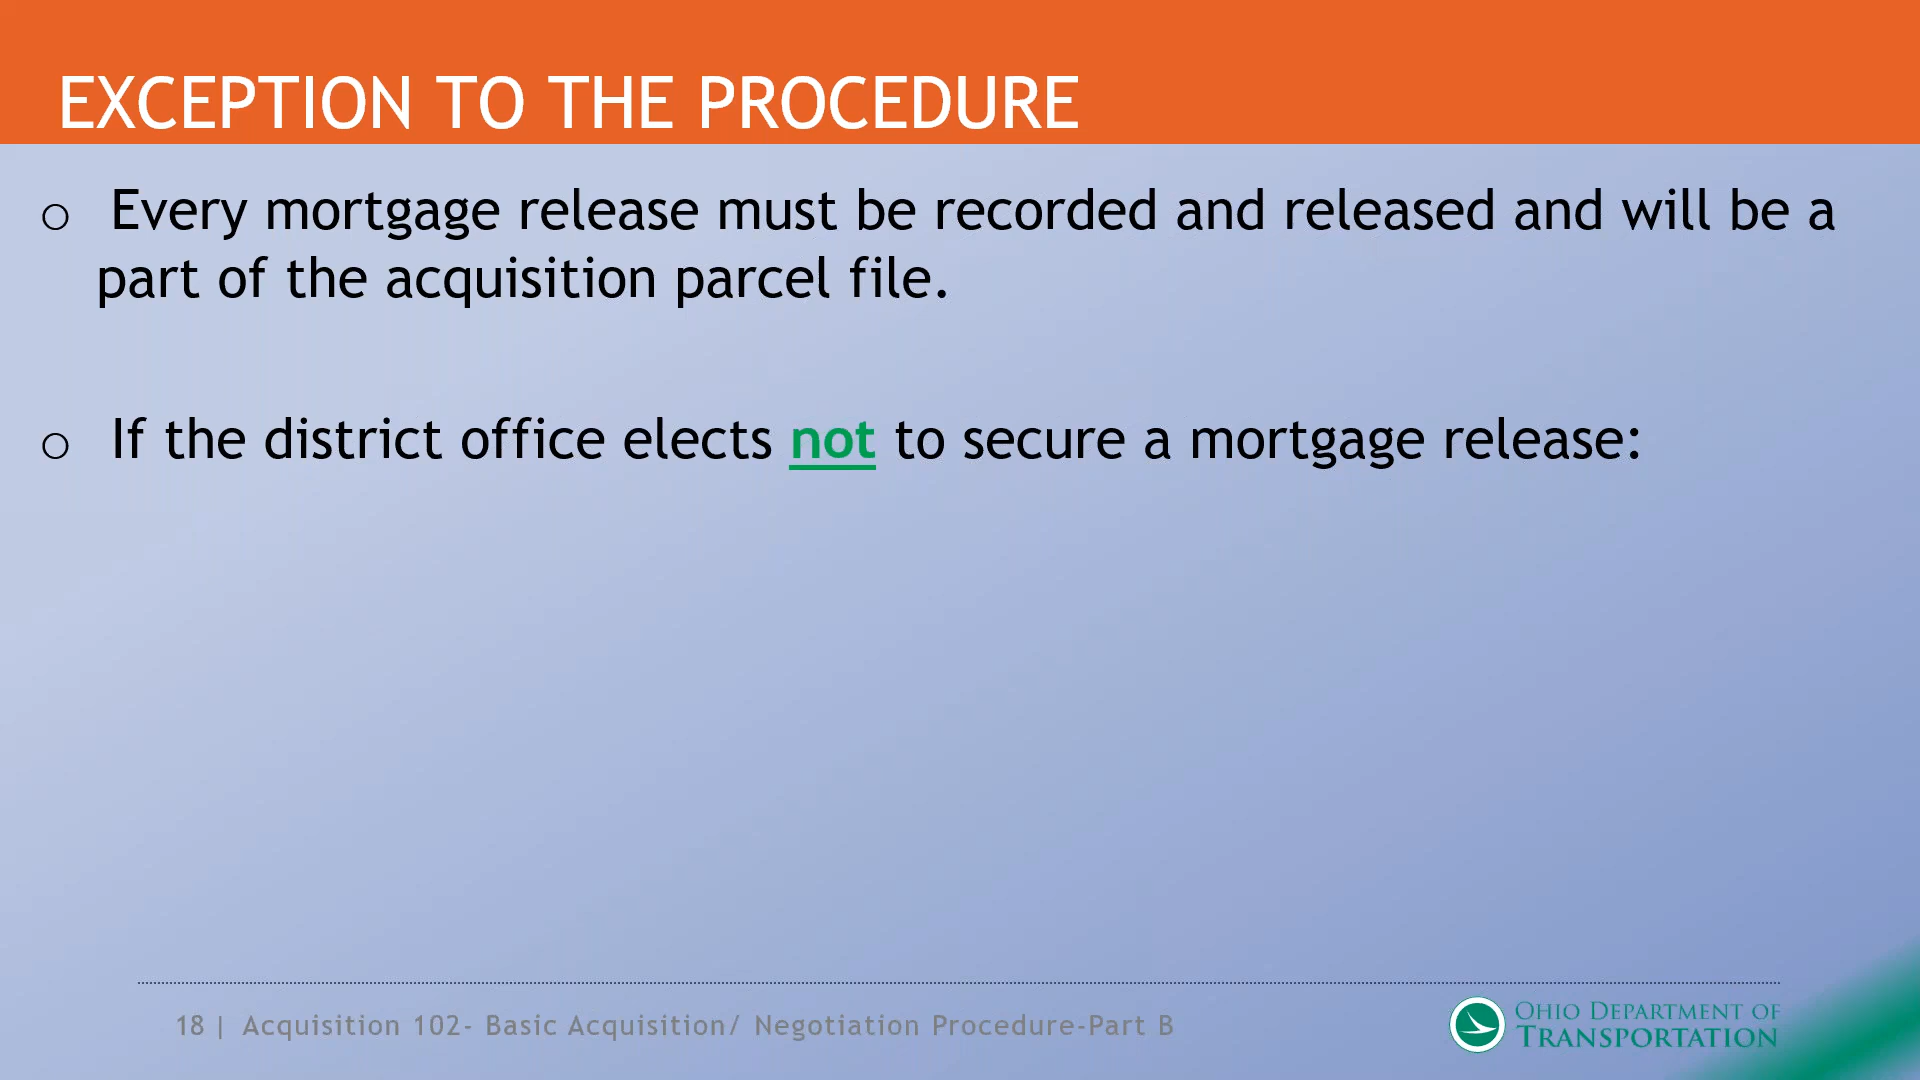 EXCEPTION TO THE PROCEDURE
o Every mortgage release must be recorded and released and will be a
part of the acquisition parcel file.
o If the district office elects not to secure a mortgage release:
18 | Acquisition 102- Basic Acquisition/ Negotiation Procedure-Part B
OHIO DEPARTMENT OF
TRANSPORTATION